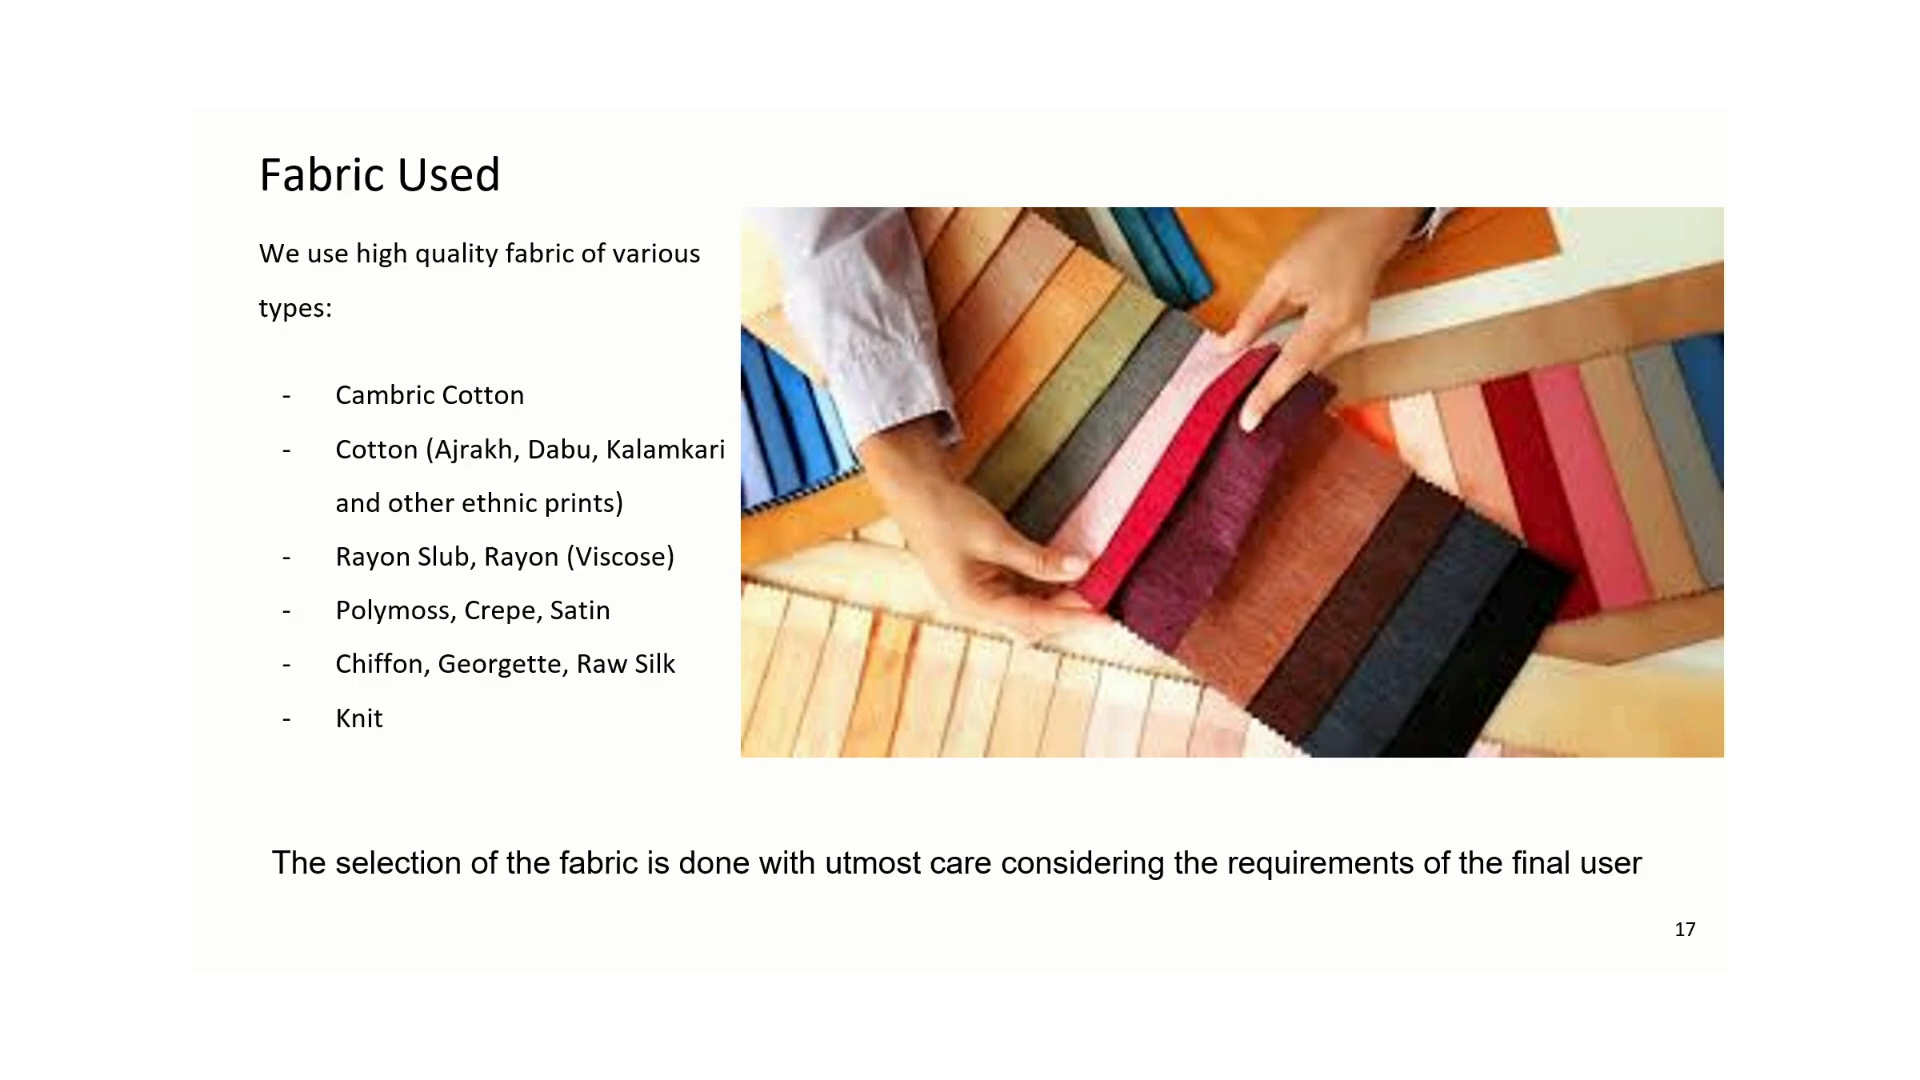 Fabric Used
We use high quality fabric of various
types:
- Cambric Cotton
- Cotton (Ajrakh, Dabu, Kalamkari
and other ethnic prints)
- Rayon Slub, Rayon (Viscose)
- Polymoss, Crepe, Satin
- Chiffon, Georgette, Raw Silk
- Knit
The selection of the fabric is done with utmost care considering the requirements of the final user
17